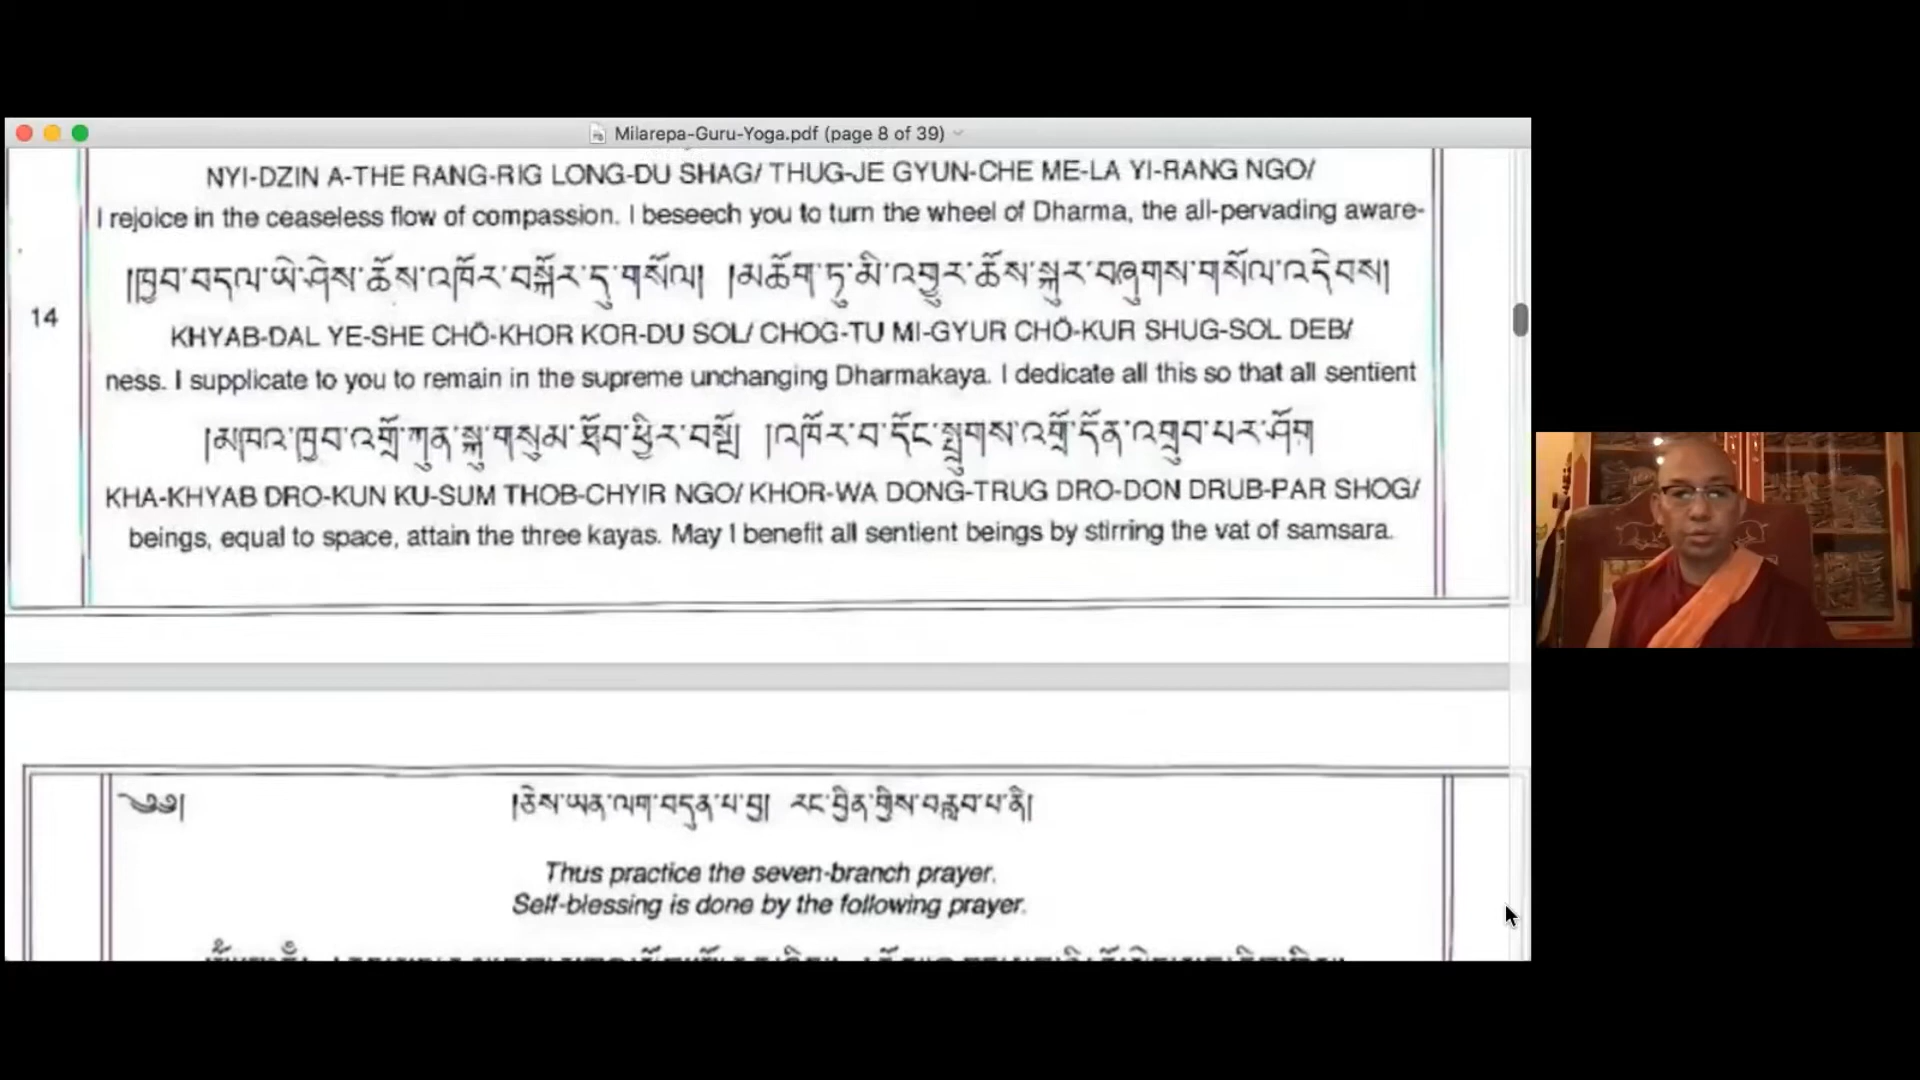 Milarepa-Guru-Yoga.pdf (page 8 of 39)
NYI-DZIN A-THE RANG-RIG LONG-DU SHAG/ THUG-JE GYUN-CHE ME-LA YI-RANG NGO/
I rejoice in the ceaseless flow of compassion. I beseech you to turn the wheel of Dharma, the all-pervading aware-
།ཁྱབ་བདལ་ཡེ་ཤེས་ཆོས་འཁོར་བསྐོར་དུ་གསོལ། །མཆོག་ཏུ་མི་འགྱུར་ཆོས་སྐུར་བཞུགས་གསོལ་འདེབས།
14
KHYAB-DAL YE-SHE CHÖ-KHOR KOR-DU SOL/ CHOG-TU MI-GYUR CHÖ-KUR SHUG-SOL DEB/
ness. I supplicate to you to remain in the supreme unchanging Dharmakaya. I dedicate all this so that all sentient
།མཁའ་ཁྱབ་འགྲོ་ཀུན་སྐུ་གསུམ་ཐོབ་ཕྱིར་བསྔོ། །འཁོར་བ་དོང་སྤྲུགས་འགྲོ་དོན་འགྲུབ་པར་ཤོག
KHA-KHYAB DRO-KUN KU-SUM THOB-CHYIR NGO/ KHOR-WA DONG-TRUG DRO-DON DRUB-PAR SHOG/
beings, equal to space, attain the three kayas. May I benefit all sentient beings by stirring the vat of samsara.
༄༅། །ཅེས་ཡན་ལག་བདུན་པ་བྱ། རང་བྱིན་གྱིས་བརླབ་པ་ནི།
Thus practice the seven-branch prayer.
Self-blessing is done by the following prayer.